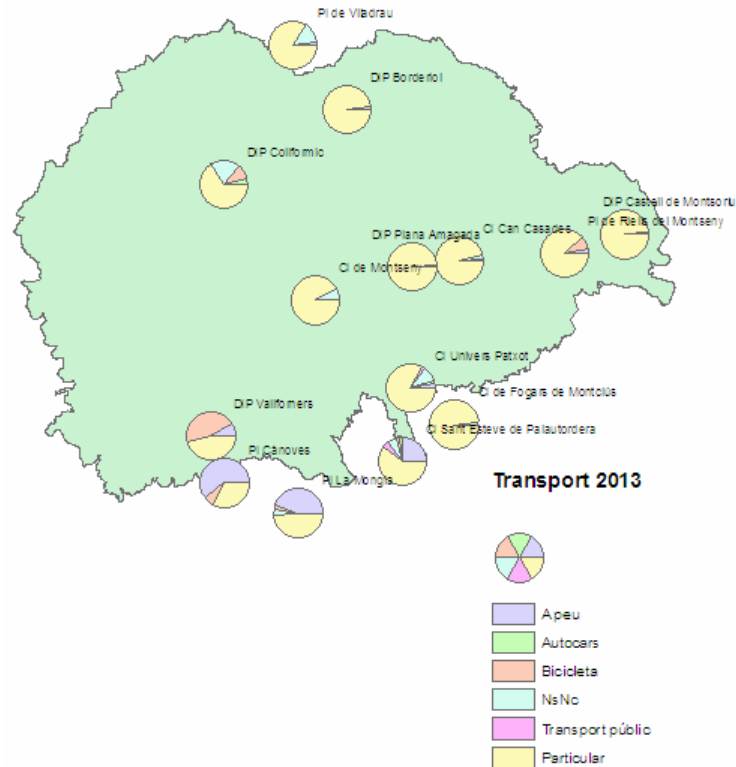 PI de Viladrau
DIP Borderiol
DIP Collformic
DIP Castell de Montsoriu
PI de Riells del Montseny
CI Can Casades
DIP Plana Amagada
CI de Montseny
CI Univers Patxot
CI de Fogars de Montclús
DIP Vallforners
CI Sant Esteve de Palautordera
PI Cànoves
PI La Mongia
Transport 2013
A peu
Autocars
Bicicleta
NsNc
Transport públic
Particular